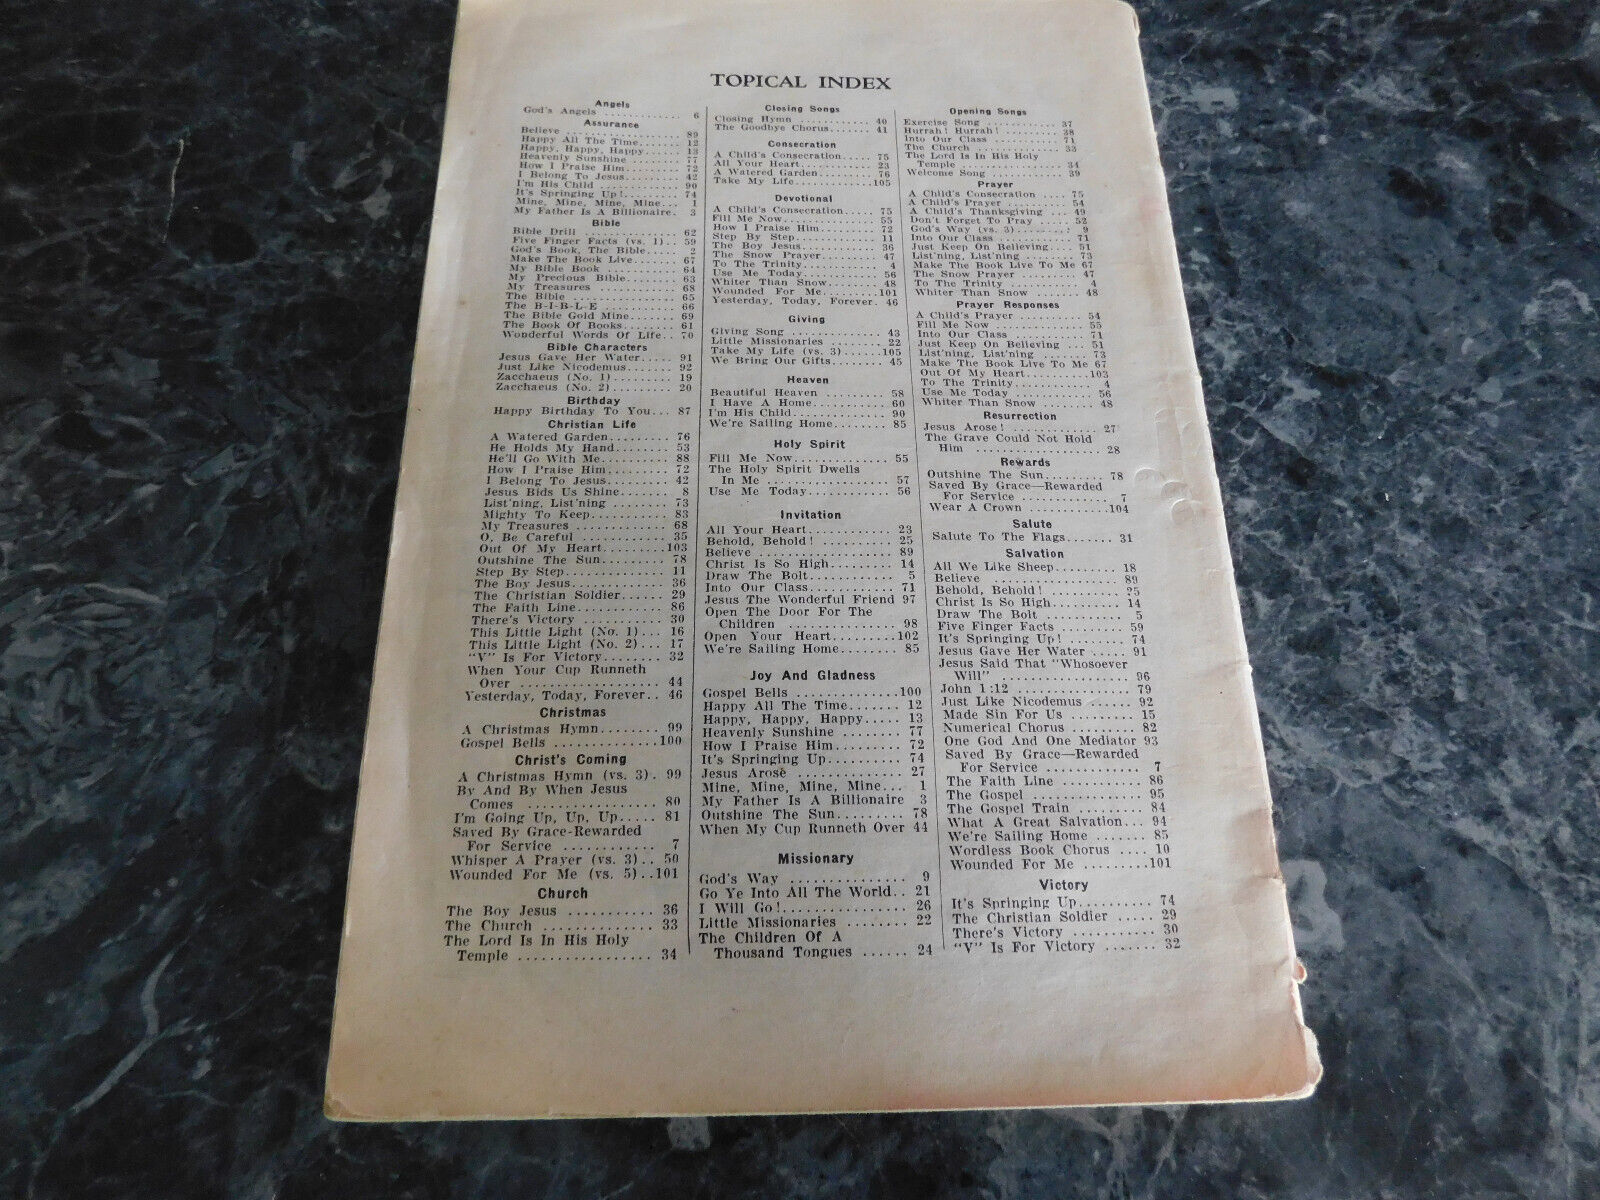 TOPICAL INDEX
Angels
God's Angels ............ 6
Assurance
Believe .................. 89
Happy All The Time....... 12
Happy, Happy, Happy..... 13
Heavenly Sunshine ....... 77
How I Praise Him......... 72
I Belong To Jesus......... 42
I'm His Child ............ 90
It's Springing Up!........ 74
Mine, Mine, Mine, Mine... 1
My Father Is A Billionaire. 3
Bible
Bible Drill ............... 62
Five Finger Facts (vs. 1).. 59
God's Book, The Bible.... 2
Make The Book Live...... 67
My Bible Book ........... 64
My Precious Bible........ 63
My Treasures ............ 68
The Bible ................ 65
The B-I-B-L-E ........... 66
The Bible Gold Mine...... 69
The Book Of Books....... 61
Wonderful Words Of Life.. 70
Bible Characters
Jesus Gave Her Water..... 91
Just Like Nicodemus...... 92
Zacchaeus (No. 1)......... 19
Zacchaeus (No. 2)......... 20
Birthday
Happy Birthday To You... 87
Christian Life
A Watered Garden......... 76
He Holds My Hand....... 53
He'll Go With Me......... 88
How I Praise Him......... 72
I Belong To Jesus......... 42
Jesus Bids Us Shine....... 8
List'ning, List'ning ....... 73
Mighty To Keep........... 83
My Treasures ............ 68
O, Be Careful ............ 35
Out Of My Heart.........103
Outshine The Sun......... 78
Step By Step.............. 11
The Boy Jesus............ 36
The Christian Soldier...... 29
The Faith Line............ 86
There's Victory ........... 30
This Little Light (No. 1)... 16
This Little Light (No. 2)... 17
"V" Is For Victory........ 32
When Your Cup Runneth
Over .................. 44
Yesterday, Today, Forever.. 46
Christmas
A Christmas Hymn........ 99
Gospel Bells .............100
Christ's Coming
A Christmas Hymn (vs. 3). 99
By And By When Jesus
Comes ................ 80
I'm Going Up, Up, Up..... 81
Saved By Grace-Rewarded
For Service ............ 7
Whisper A Prayer (vs. 3).. 50
Wounded For Me (vs. 5)..101
Church
The Boy Jesus ........... 36
The Church .............. 33
The Lord Is In His Holy
Temple ................ 34
Closing Songs
Closing Hymn ............ 40
The Goodbye Chorus...... 41
Consecration
A Child's Consecration..... 75
All Your Heart............ 23
A Watered Garden........ 76
Take My Life.............105
Devotional
A Child's Consecration..... 75
Fill Me Now.............. 55
How I Praise Him......... 72
Step By Step.............. 11
The Boy Jesus............ 36
The Snow Prayer......... 47
To The Trinity............ 4
Use Me Today............ 56
Whiter Than Snow........ 48
Wounded For Me.........101
Yesterday, Today, Forever. 46
Giving
Giving Song .............. 43
Little Missionaries ........ 22
Take My Life (vs. 3)......105
We Bring Our Gifts........ 45
Heaven
Beautiful Heaven ......... 58
I Have A Home........... 60
I'm His Child............. 90
We're Sailing Home....... 85
Holy Spirit
Fill Me Now.............. 55
The Holy Spirit Dwells
In Me .................. 57
Use Me Today............ 56
Invitation
All Your Heart............ 23
Behold, Behold! .......... 25
Believe .................. 89
Christ Is So High......... 14
Draw The Bolt............ 5
Into Our Class............ 71
Jesus The Wonderful Friend 97
Open The Door For The
Children ............... 98
Open Your Heart.........102
We're Sailing Home....... 85
Joy And Gladness
Gospel Bells .............100
Happy All The Time....... 12
Happy, Happy, Happy..... 13
Heavenly Sunshine ....... 77
How I Praise Him......... 72
It's Springing Up.......... 74
Jesus Arose .............. 27
Mine, Mine, Mine, Mine... 1
My Father Is A Billionaire 3
Outshine The Sun......... 78
When My Cup Runneth Over 44
Missionary
God's Way ............... 9
Go Ye Into All The World.. 21
I Will Go!................ 26
Little Missionaries ........ 22
The Children Of A
Thousand Tongues ...... 24
Opening Songs
Exercise Song ............ 37
Hurrah! Hurrah! ......... 38
Into Our Class ........... 71
The Church .............. 33
The Lord Is In His Holy
Temple ................ 34
Welcome Song ........... 39
Prayer
A Child's Consecration..... 75
A Child's Prayer .......... 54
A Child's Thanksgiving .... 49
Don't Forget To Pray ..... 52
God's Way (vs. 3)......... 9
Into Our Class ............ 71
Just Keep On Believing.... 51
List'ning, List'ning ........ 73
Make The Book Live To Me 67
The Snow Prayer ......... 47
To The Trinity ........... 4
Whiter Than Snow ....... 48
Prayer Responses
A Child's Prayer .......... 54
Fill Me Now .............. 55
Into Our Class ............ 71
Just Keep On Believing ... 51
List'ning, List'ning ....... 73
Make The Book Live To Me 67
Out Of My Heart.........103
To The Trinity ........... 4
Use Me Today ............ 56
Whiter Than Snow ....... 48
Resurrection
Jesus Arose! .............. 27
The Grave Could Not Hold
Him ................... 28
Rewards
Outshine The Sun......... 78
Saved By Grace—Rewarded
For Service ............ 7
Wear A Crown ...........104
Salute
Salute To The Flags....... 31
Salvation
All We Like Sheep........ 18
Believe .................. 89
Behold, Behold! .......... 25
Christ Is So High......... 14
Draw The Bolt ........... 5
Five Finger Facts ......... 59
It's Springing Up! ........ 74
Jesus Gave Her Water ..... 91
Jesus Said That "Whosoever
Will" .................. 96
John 1:12 ................ 79
Just Like Nicodemus ...... 92
Made Sin For Us ......... 15
Numerical Chorus ........ 82
One God And One Mediator 93
Saved By Grace—Rewarded
For Service ............ 7
The Faith Line ........... 86
The Gospel ............... 95
The Gospel Train ......... 84
What A Great Salvation... 94
We're Sailing Home ....... 85
Wordless Book Chorus .... 10
Wounded For Me .........101
Victory
It's Springing Up.......... 74
The Christian Soldier ..... 29
There's Victory ........... 30
"V" Is For Victory ........ 32